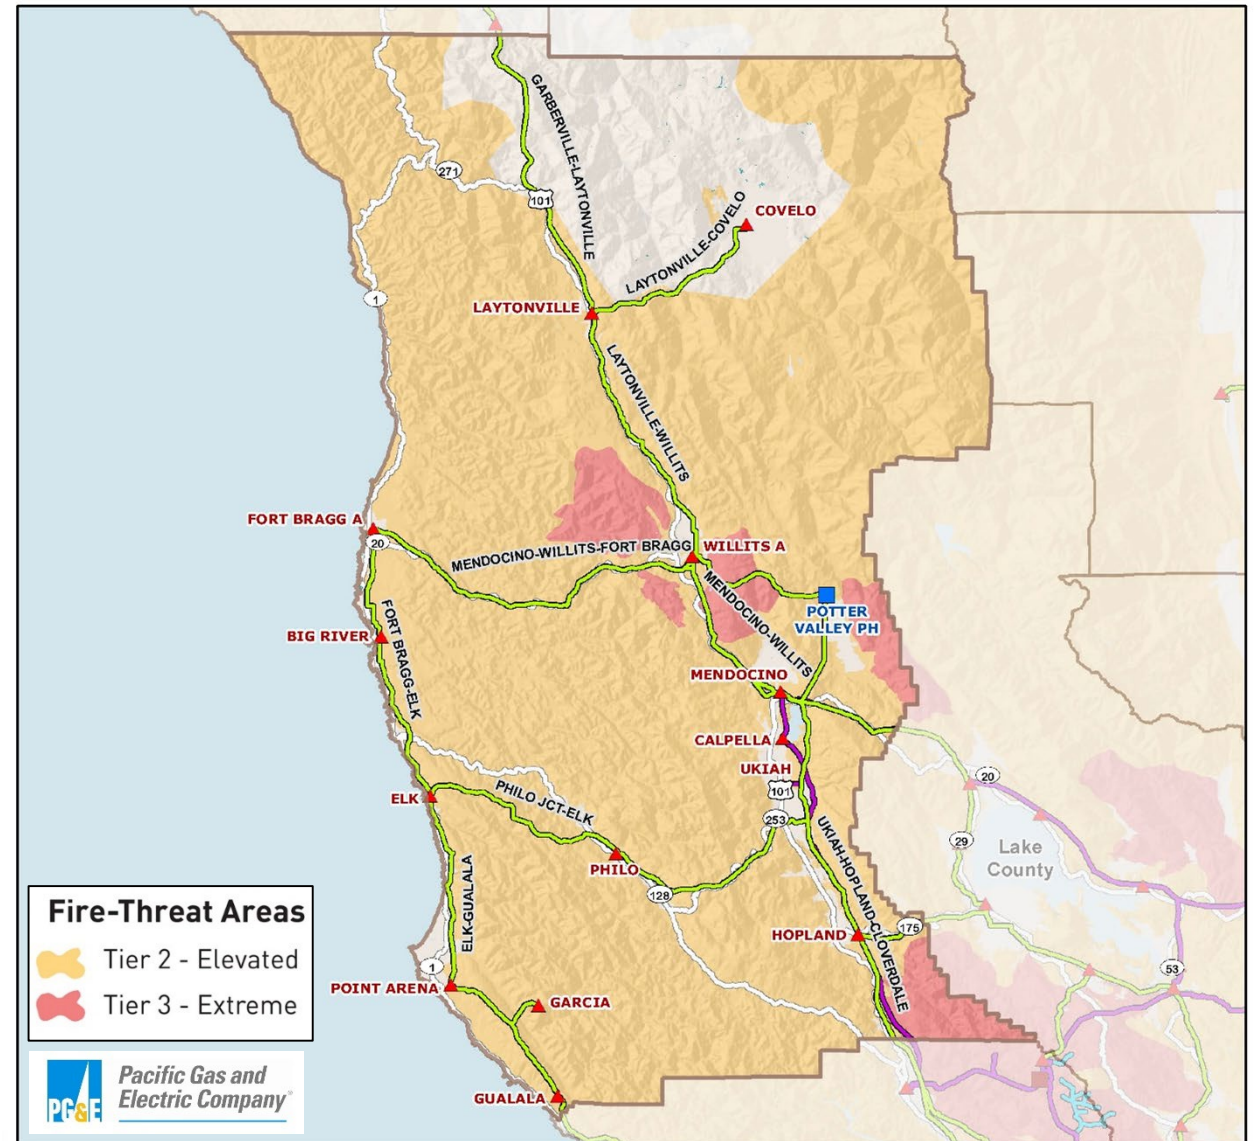 GARBERVILLE-LAYTONVILLE
271
101
COVELO
LAYTONVILLE-COVELO
1
LAYTONVILLE
LAYTONVILLE-WILLITS
FORT BRAGG A
20
MENDOCINO-WILLITS-FORT BRAGG
WILLITS A
MENDOCINO-WILLITS
POTTER
VALLEY PH
BIG RIVER
FORT BRAGG-ELK
MENDOCINO
CALPELLA
UKIAH
101
20
ELK
PHILO JCT-ELK
253
UKIAH-HOPLAND-CLOVERDALE
29
Lake
County
PHILO
128
ELK-GUALALA
HOPLAND
175
1
53
POINT ARENA
GARCIA
GUALALA
Fire-Threat Areas
Tier 2 - Elevated
Tier 3 - Extreme
PG&E
Pacific Gas and
Electric Company®